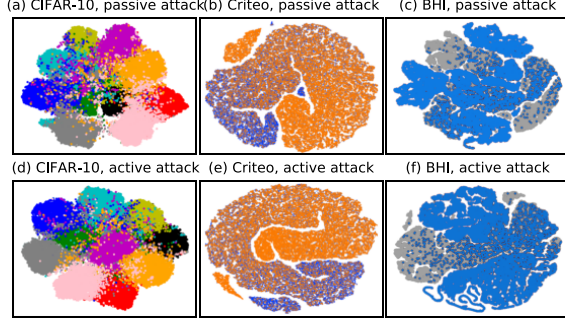 (a) CIFAR-10, passive attack
(b) Criteo, passive attack
(c) BHI, passive attack
(d) CIFAR-10, active attack
(e) Criteo, active attack
(f) BHI, active attack